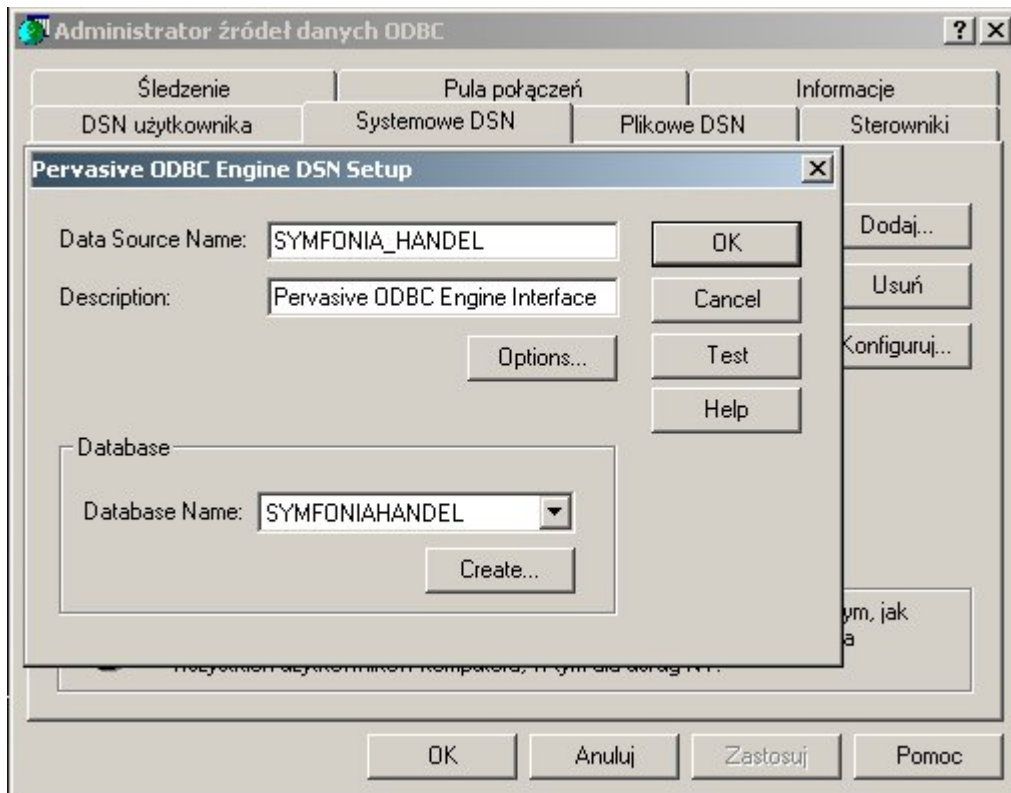 Administrator źródeł danych ODBC
Śledzenie
Pula połączeń
Informacje
DSN użytkownika
Systemowe DSN
Plikowe DSN
Sterowniki
Pervasive ODBC Engine DSN Setup
Data Source Name:
SYMFONIA_HANDEL
OK
Dodaj...
Description:
Pervasive ODBC Engine Interface
Cancel
Usuń
Options...
Test
Konfiguruj...
Help
Database
Database Name:
SYMFONIAHANDEL
Create...
ym, jak
a
OK
Anuluj
Zastosuj
Pomoc